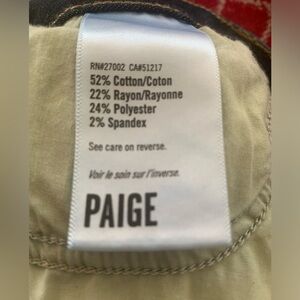 RN#27002 CA#51217
52% Cotton/Coton
22% Rayon/Rayonne
24% Polyester
2% Spandex
See care on reverse.
Voir le soin sur l'inverse.
PAIGE